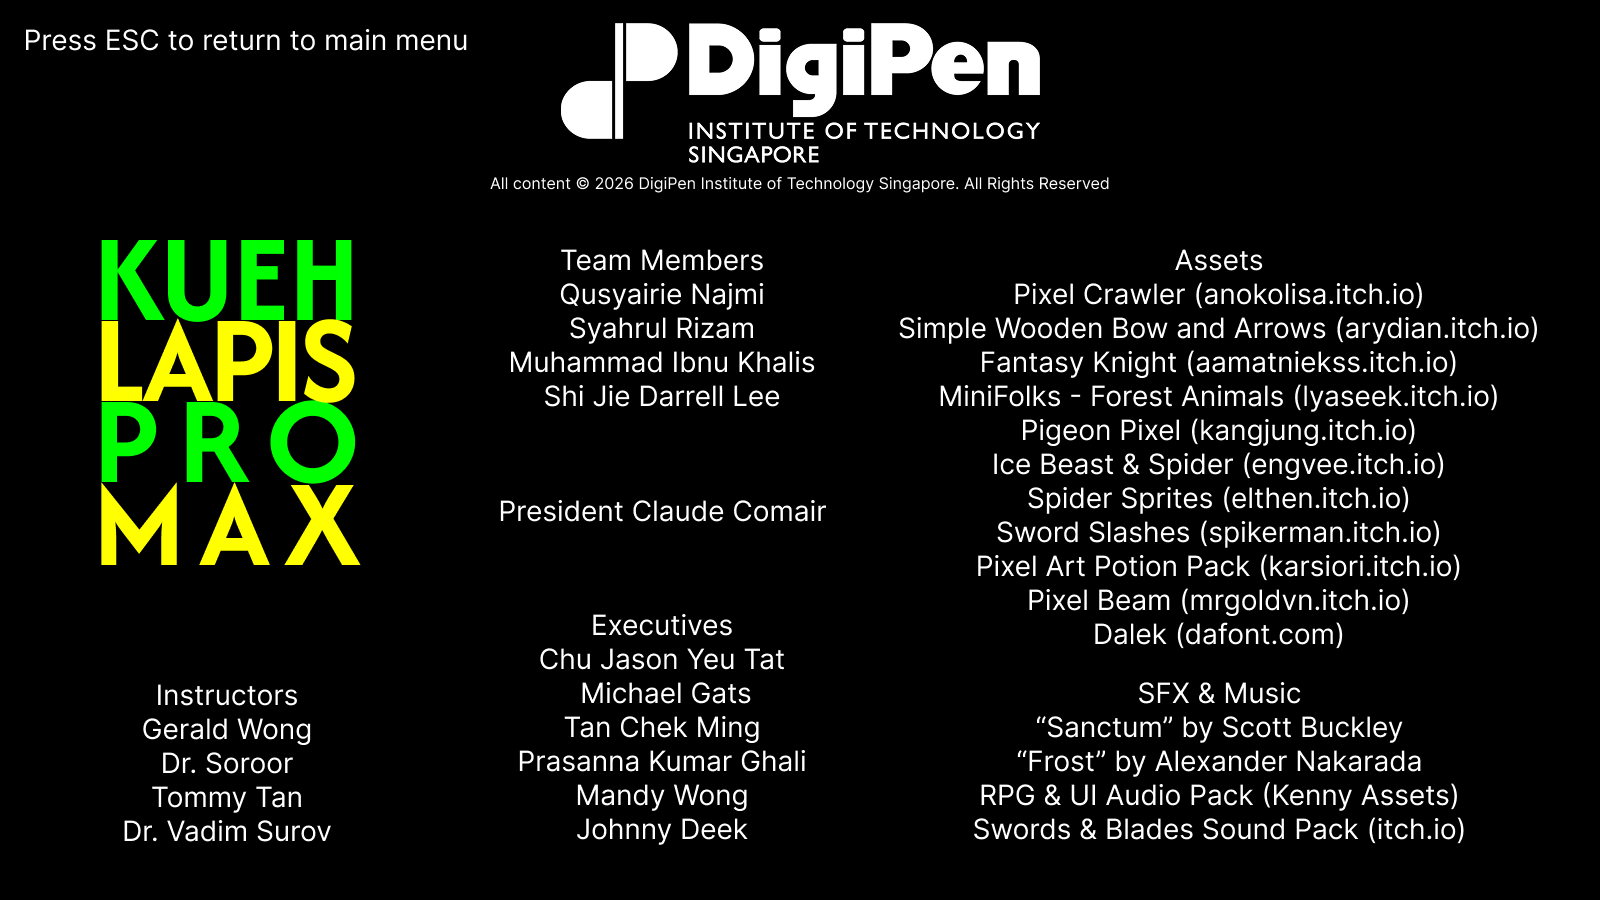 Press ESC to return to main menu
DigiPen
INSTITUTE OF TECHNOLOGY
SINGAPORE
All content © 2026 DigiPen Institute of Technology Singapore. All Rights Reserved
KUEH
LAPIS
PRO
MAX
Instructors
Gerald Wong
Dr. Soroor
Tommy Tan
Dr. Vadim Surov
Team Members
Qusyairie Najmi
Syahrul Rizam
Muhammad Ibnu Khalis
Shi Jie Darrell Lee
President Claude Comair
Executives
Chu Jason Yeu Tat
Michael Gats
Tan Chek Ming
Prasanna Kumar Ghali
Mandy Wong
Johnny Deek
Assets
Pixel Crawler (anokolisa.itch.io)
Simple Wooden Bow and Arrows (arydian.itch.io)
Fantasy Knight (aamatniekss.itch.io)
MiniFolks - Forest Animals (lyaseek.itch.io)
Pigeon Pixel (kangjung.itch.io)
Ice Beast & Spider (engvee.itch.io)
Spider Sprites (elthen.itch.io)
Sword Slashes (spikerman.itch.io)
Pixel Art Potion Pack (karsiori.itch.io)
Pixel Beam (mrgoldvn.itch.io)
Dalek (dafont.com)
SFX & Music
“Sanctum” by Scott Buckley
“Frost” by Alexander Nakarada
RPG & UI Audio Pack (Kenny Assets)
Swords & Blades Sound Pack (itch.io)